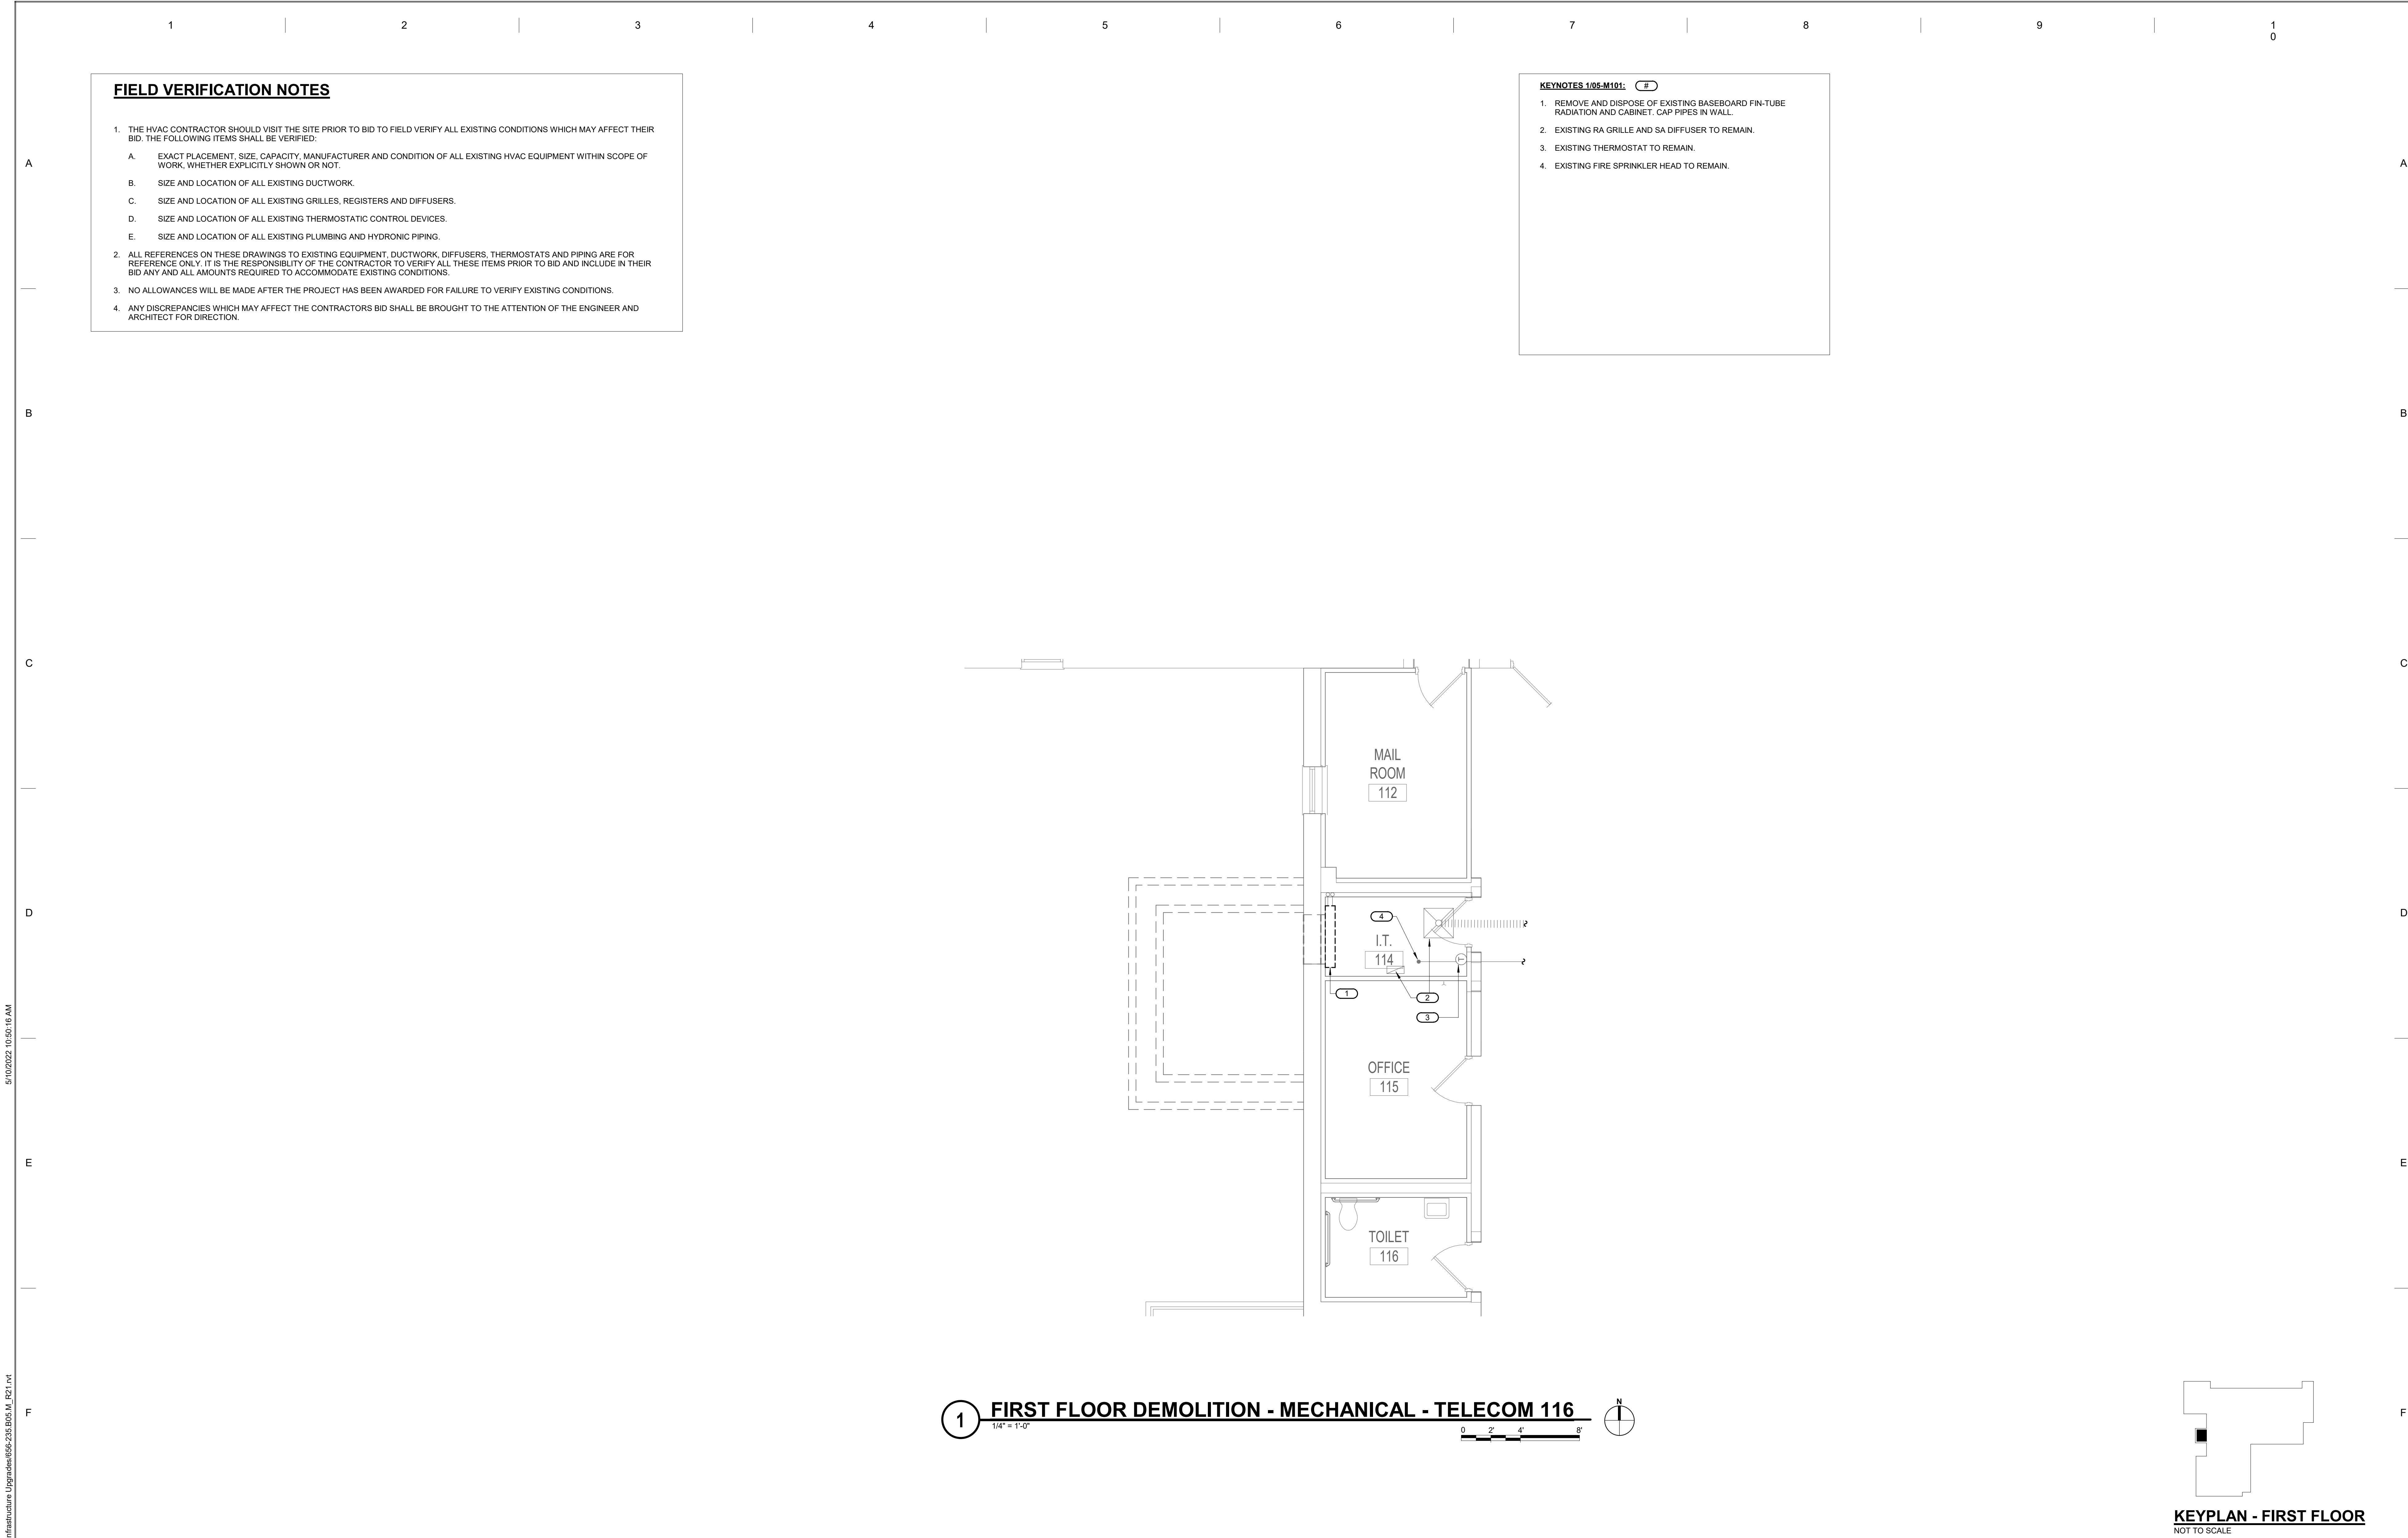 1 2 3 4 5 6 7 8 9 10
FIELD VERIFICATION NOTES
1. THE HVAC CONTRACTOR SHOULD VISIT THE SITE PRIOR TO BID TO FIELD VERIFY ALL EXISTING CONDITIONS WHICH MAY AFFECT THEIR
BID. THE FOLLOWING ITEMS SHALL BE VERIFIED:
A. EXACT PLACEMENT, SIZE, CAPACITY, MANUFACTURER AND CONDITION OF ALL EXISTING HVAC EQUIPMENT WITHIN SCOPE OF
WORK, WHETHER EXPLICITLY SHOWN OR NOT.
B. SIZE AND LOCATION OF ALL EXISTING DUCTWORK.
C. SIZE AND LOCATION OF ALL EXISTING GRILLES, REGISTERS AND DIFFUSERS.
D. SIZE AND LOCATION OF ALL EXISTING THERMOSTATIC CONTROL DEVICES.
E. SIZE AND LOCATION OF ALL EXISTING PLUMBING AND HYDRONIC PIPING.
2. ALL REFERENCES ON THESE DRAWINGS TO EXISTING EQUIPMENT, DUCTWORK, DIFFUSERS, THERMOSTATS AND PIPING ARE FOR
REFERENCE ONLY. IT IS THE RESPONSIBLITY OF THE CONTRACTOR TO VERIFY ALL THESE ITEMS PRIOR TO BID AND INCLUDE IN THEIR
BID ANY AND ALL AMOUNTS REQUIRED TO ACCOMMODATE EXISTING CONDITIONS.
3. NO ALLOWANCES WILL BE MADE AFTER THE PROJECT HAS BEEN AWARDED FOR FAILURE TO VERIFY EXISTING CONDITIONS.
4. ANY DISCREPANCIES WHICH MAY AFFECT THE CONTRACTORS BID SHALL BE BROUGHT TO THE ATTENTION OF THE ENGINEER AND
ARCHITECT FOR DIRECTION.
KEYNOTES 1/05-M101: #
1. REMOVE AND DISPOSE OF EXISTING BASEBOARD FIN-TUBE
RADIATION AND CABINET. CAP PIPES IN WALL.
2. EXISTING RA GRILLE AND SA DIFFUSER TO REMAIN.
3. EXISTING THERMOSTAT TO REMAIN.
4. EXISTING FIRE SPRINKLER HEAD TO REMAIN.
A A
B B
C C
MAIL
ROOM
112
D D
4
I.T.
114
T
1
2
3
OFFICE
115
E E
TOILET
116
F F
1
FIRST FLOOR DEMOLITION - MECHANICAL - TELECOM 116
1/4" = 1'-0"
0 2' 4' 8'
N
KEYPLAN - FIRST FLOOR
NOT TO SCALE
5/10/2022 10:50:16 AM
nfrastructure Upgrades/656-235.B05.M_R21.rvt